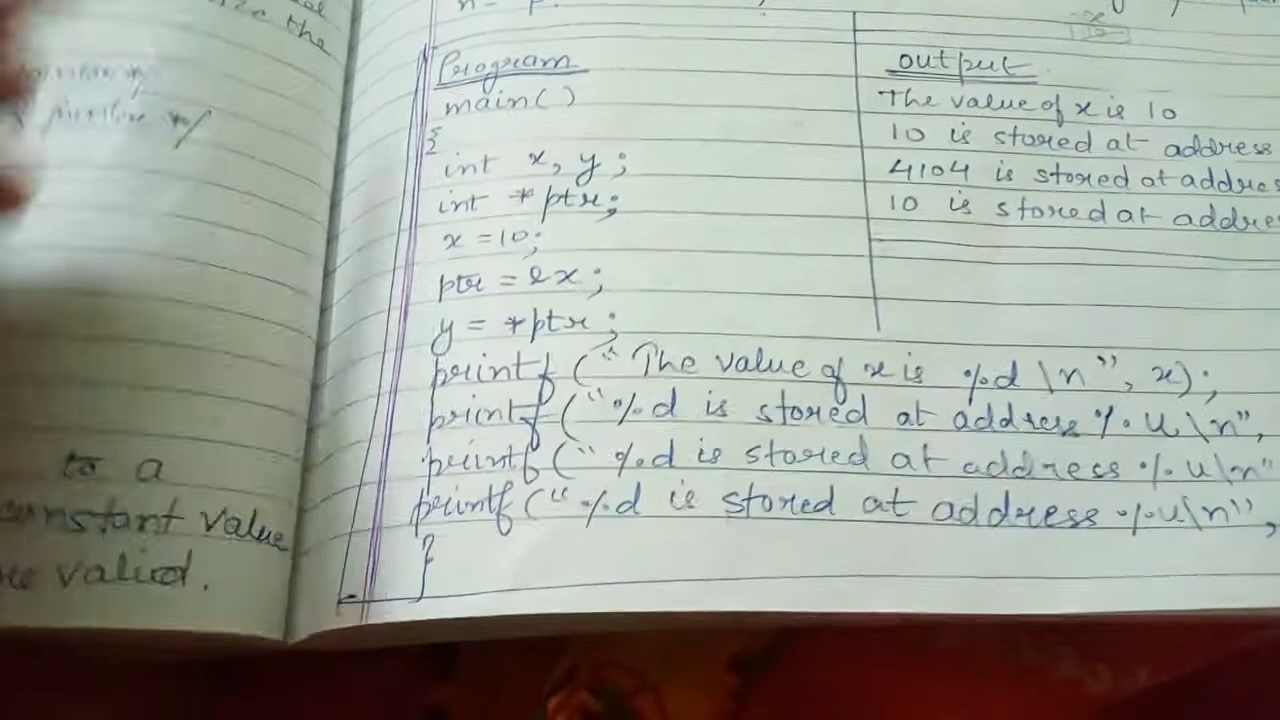 the
to a
constant value
valid.
Program
main()
{
int x, y;
int *ptr;
x = 10;
ptr = &x;
y = *ptr;
printf ("The value of x is %d \n", x);
printf ("%d is stored at address %u\n",
printf ("%d is stored at address %u\n"
printf ("%d is stored at address %u\n",
}
output
The value of x is 10
10 is stored at address
4104 is stored at addres
10 is stored at addre